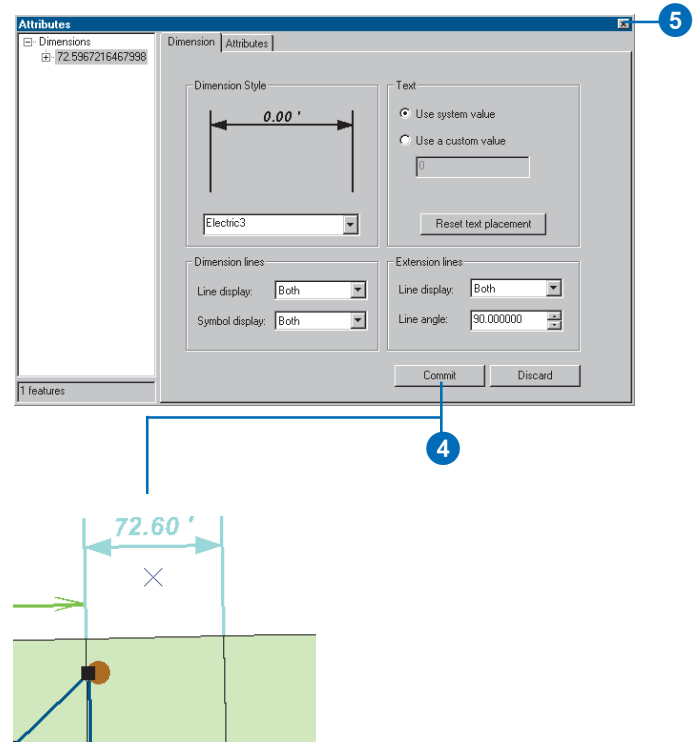 Attributes
5
Dimensions
72.5967216467998
Dimension
Attributes
Dimension Style
0.00 '
Electric3
Text
Use system value
Use a custom value
0
Reset text placement
Dimension lines
Line display: Both
Symbol display: Both
Extension lines
Line display: Both
Line angle: 90.000000
Commit
Discard
1 features
4
72.60 '